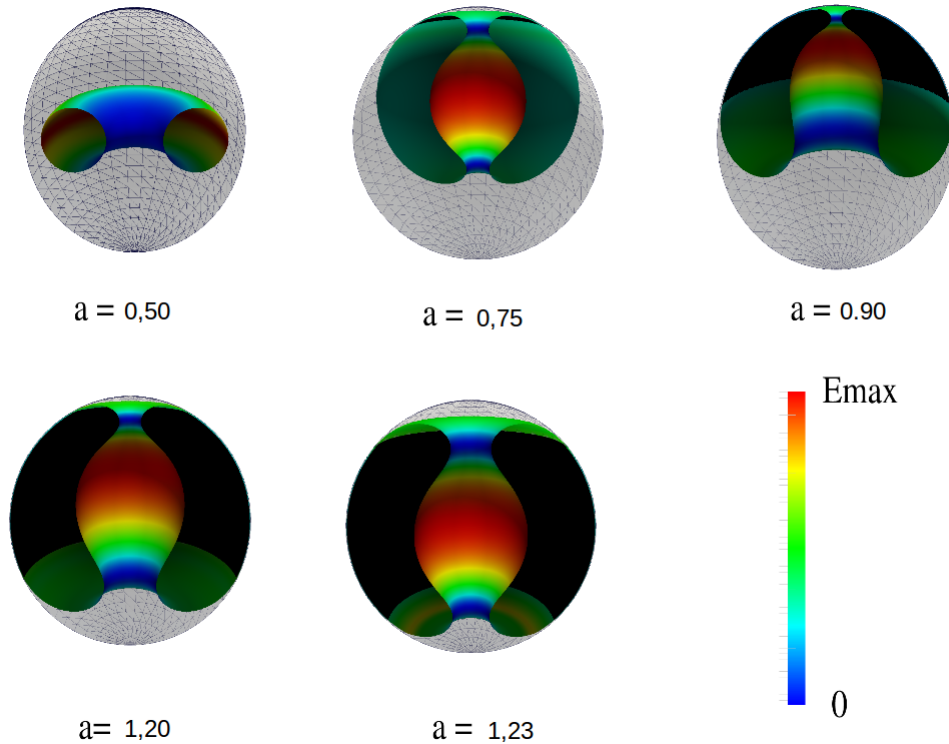 a = 0,50
a = 0,75
a = 0.90
Emax
0
a= 1,20
a = 1,23